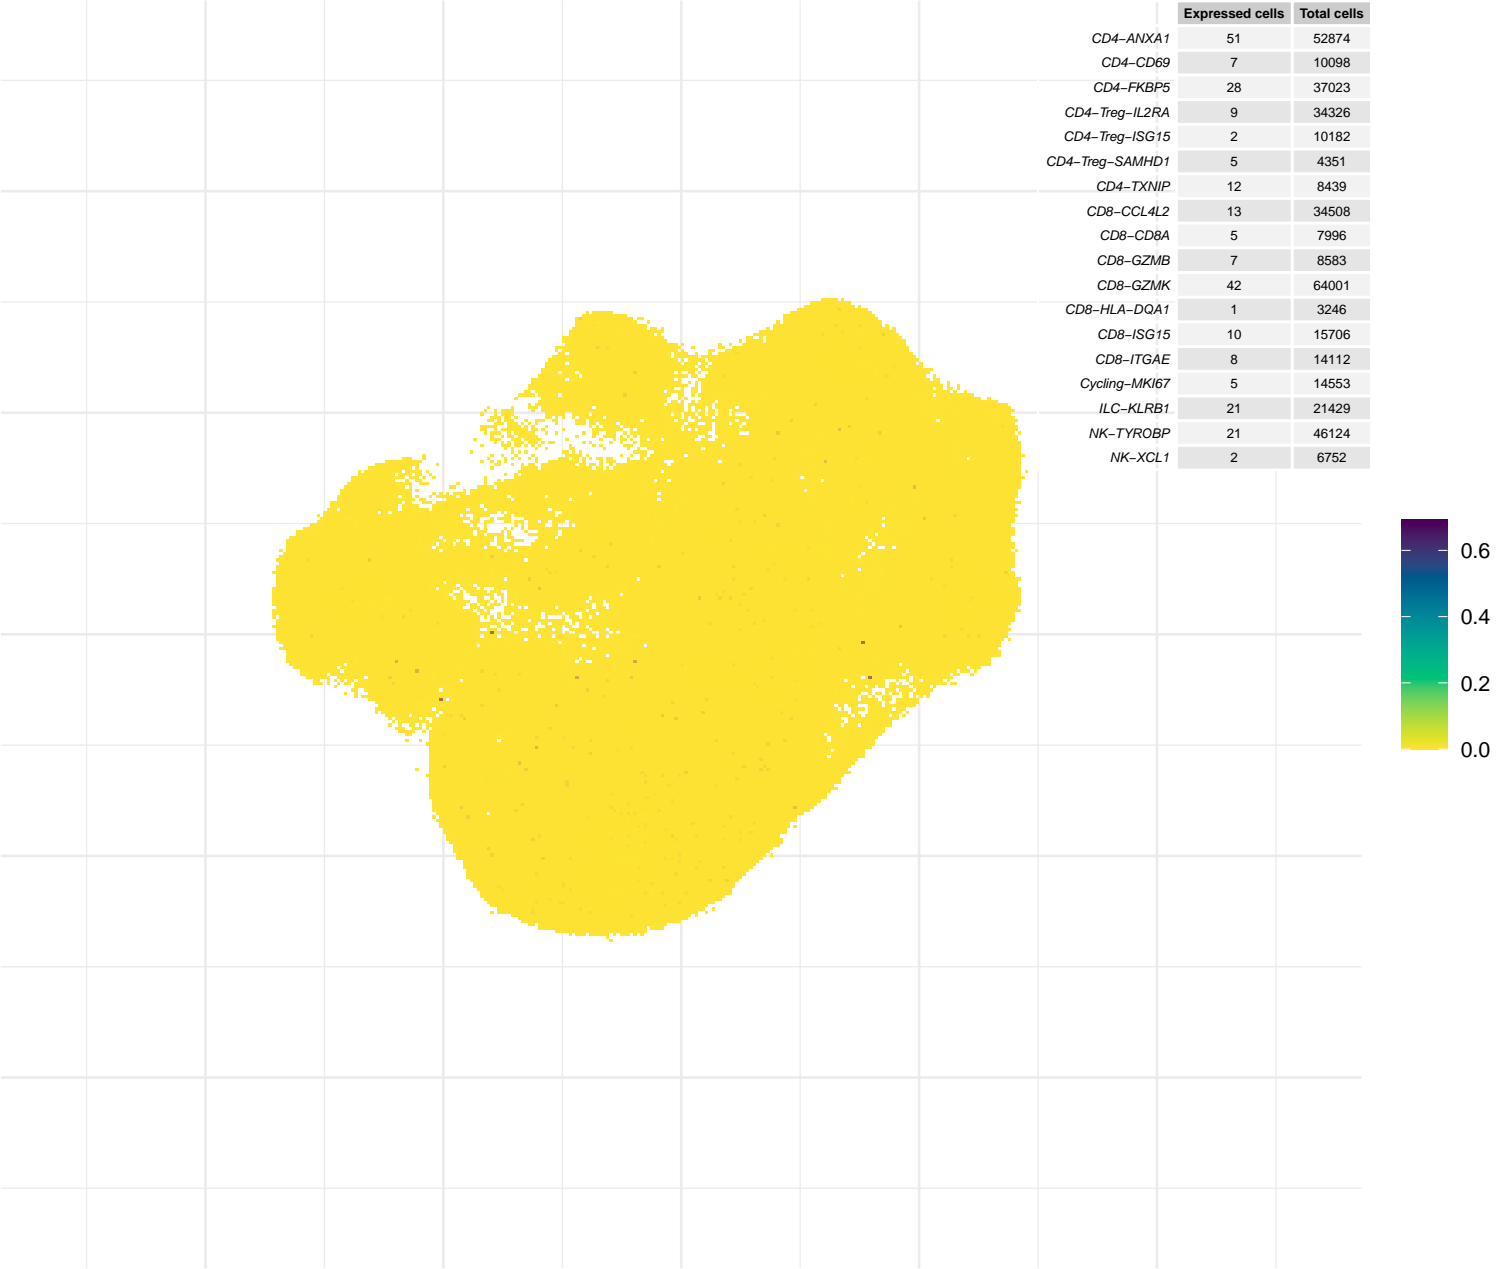 Expressed cells Total cells
CD4−ANXA1 51 52874
CD4−CD69 7 10098
CD4−FKBP5 28 37023
CD4−Treg−IL2RA 9 34326
CD4−Treg−ISG15 2 10182
CD4−Treg−SAMHD1 5 4351
CD4−TXNIP 12 8439
CD8−CCL4L2 13 34508
CD8−CD8A 5 7996
CD8−GZMB 7 8583
CD8−GZMK 42 64001
CD8−HLA−DQA1 1 3246
CD8−ISG15 10 15706
CD8−ITGAE 8 14112
Cycling−MKI67 5 14553
ILC−KLRB1 21 21429
NK−TYROBP 21 46124
NK−XCL1 2 6752
0.6
0.4
0.2
0.0